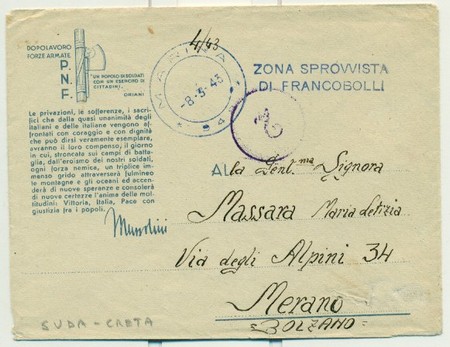 4/43
DOPOLAVORO
FORZE ARMATE
P.
N.
F.
"UN POPOLO DI SOLDATI
CON UN ESERCITO DI
CITTADINI.
ORIANI
MARINA
-8-5-43
ZONA SPROVVISTA
DI FRANCOBOLLI
Le privazioni, le sofferenze, i sacri-
fici che dalla quasi unanimità degli
italiani e delle italiane vengono af-
frontati con coraggio e con dignità
che può dirsi veramente esemplare,
avranno il loro compenso, il giorno
in cui, stroncata sui campi di batta-
glia, dall'eroismo dei nostri soldati,
ogni forza nemica, un triplice im-
menso grido attraverserà fulmineo
le montagne e gli oceani ed accen-
derà di nuove speranze e consolerà
di nuove certezze l'anime delle mol-
titudini: Vittoria, Italia, Pace con
giustizia fra i popoli.
Mussolini
Alla Gent.ma Signora
Massara Maria Letizia
Via degli Alpini 34
Merano
BOLZANO
SUDA - CRETA